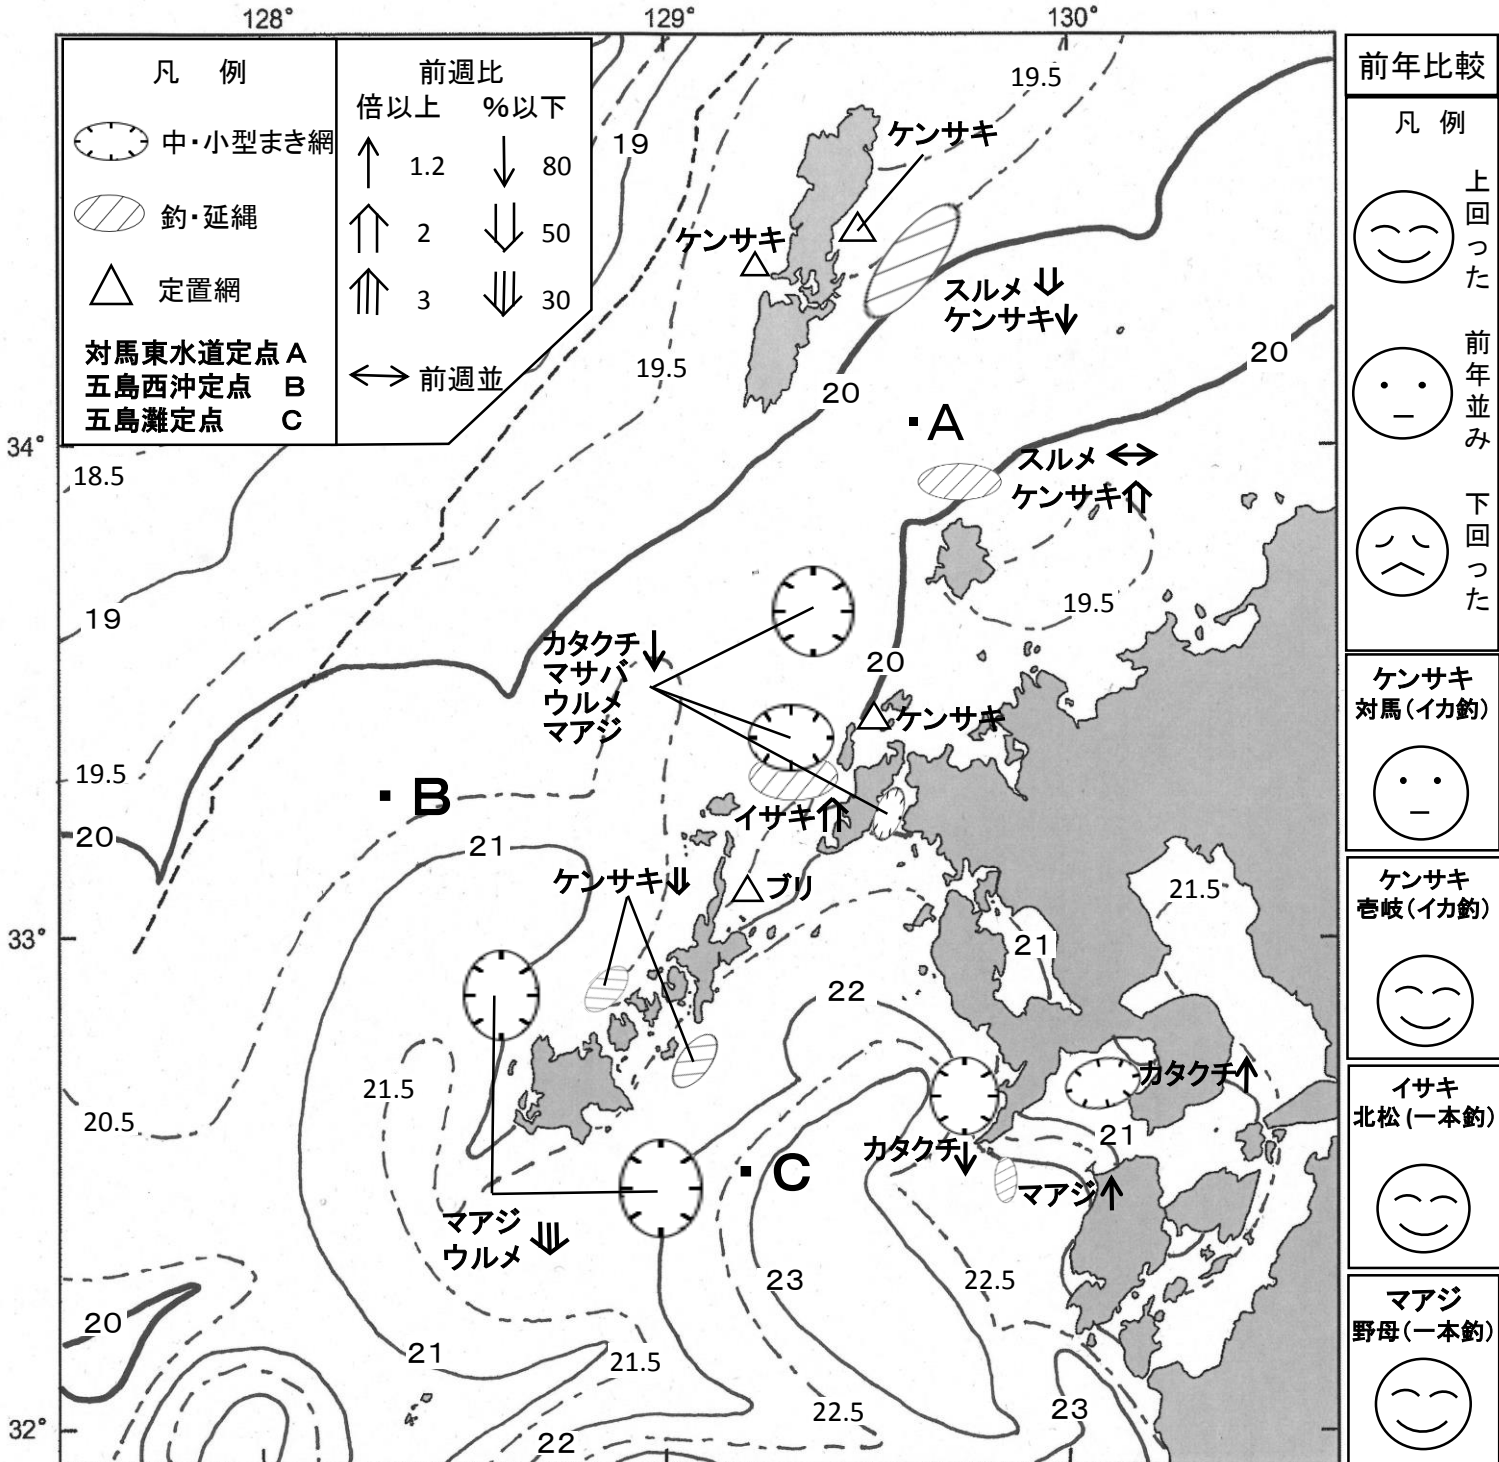 128°
129°
130°
34°
33°
32°
凡 例
中・小型まき網
釣・延縄
定置網
対馬東水道定点 A
五島西沖定点 B
五島灘定点 C
前週比
倍以上 %以下
1.2 80
2 50
3 30
前週並
前年比較
凡 例
上回った
前年並み
下回った
ケンサキ
対馬(イカ釣)
ケンサキ
壱岐(イカ釣)
イサキ
北松(一本釣)
マアジ
野母(一本釣)
19.5
19
ケンサキ
ケンサキ
スルメ
ケンサキ
20
19.5
20
A
18.5
スルメ
ケンサキ
19
19.5
カタクチ
マサバ
ウルメ
マアジ
20
ケンサキ
19.5
B
イサキ
20
21
ケンサキ
ブリ
21.5
21
22
21.5
カタクチ
20.5
21
カタクチ
C
マアジ
マアジ
ウルメ
23
22.5
20
21
21.5
22.5
23
22